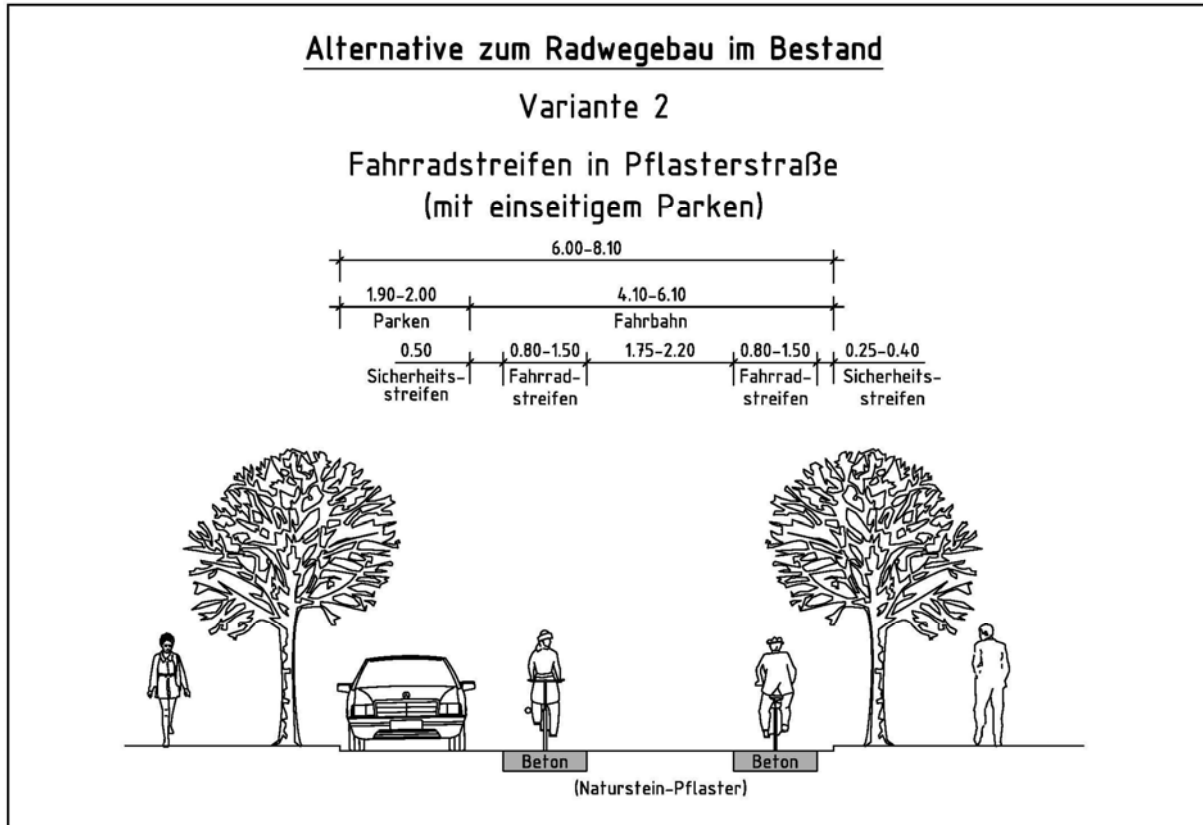 Alternative zum Radwegebau im Bestand
Variante 2
Fahrradstreifen in Pflasterstraße
(mit einseitigem Parken)
6.00-8.10
1.90-2.00 4.10-6.10
Parken Fahrbahn
0.50 0.80-1.50 1.75-2.20 0.80-1.50 0.25-0.40
Sicherheits- Fahrrad- Fahrrad- Sicherheits-
streifen streifen streifen streifen
Beton Beton
(Naturstein-Pflaster)